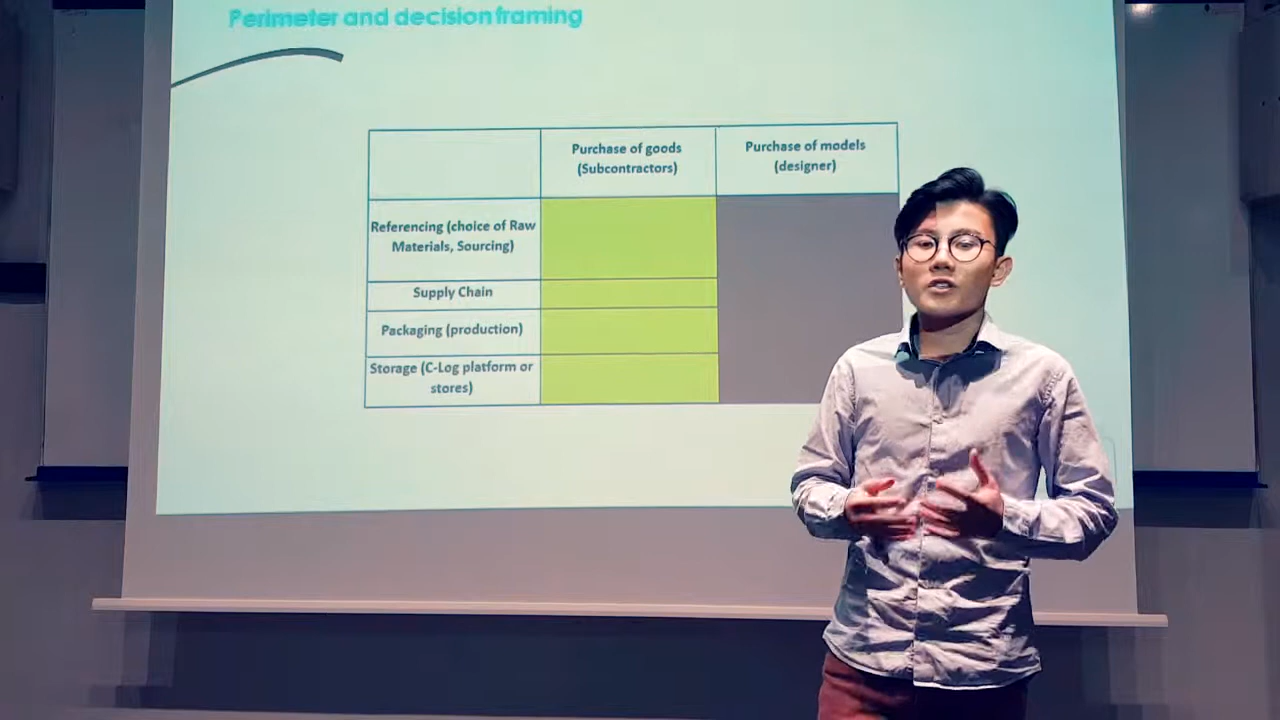 Perimeter and decision framing
Purchase of goods
(Subcontractors)
Purchase of models
(designer)
Referencing (choice of Raw
Materials, Sourcing)
Supply Chain
Packaging (production)
Storage (C-Log platform or
stores)